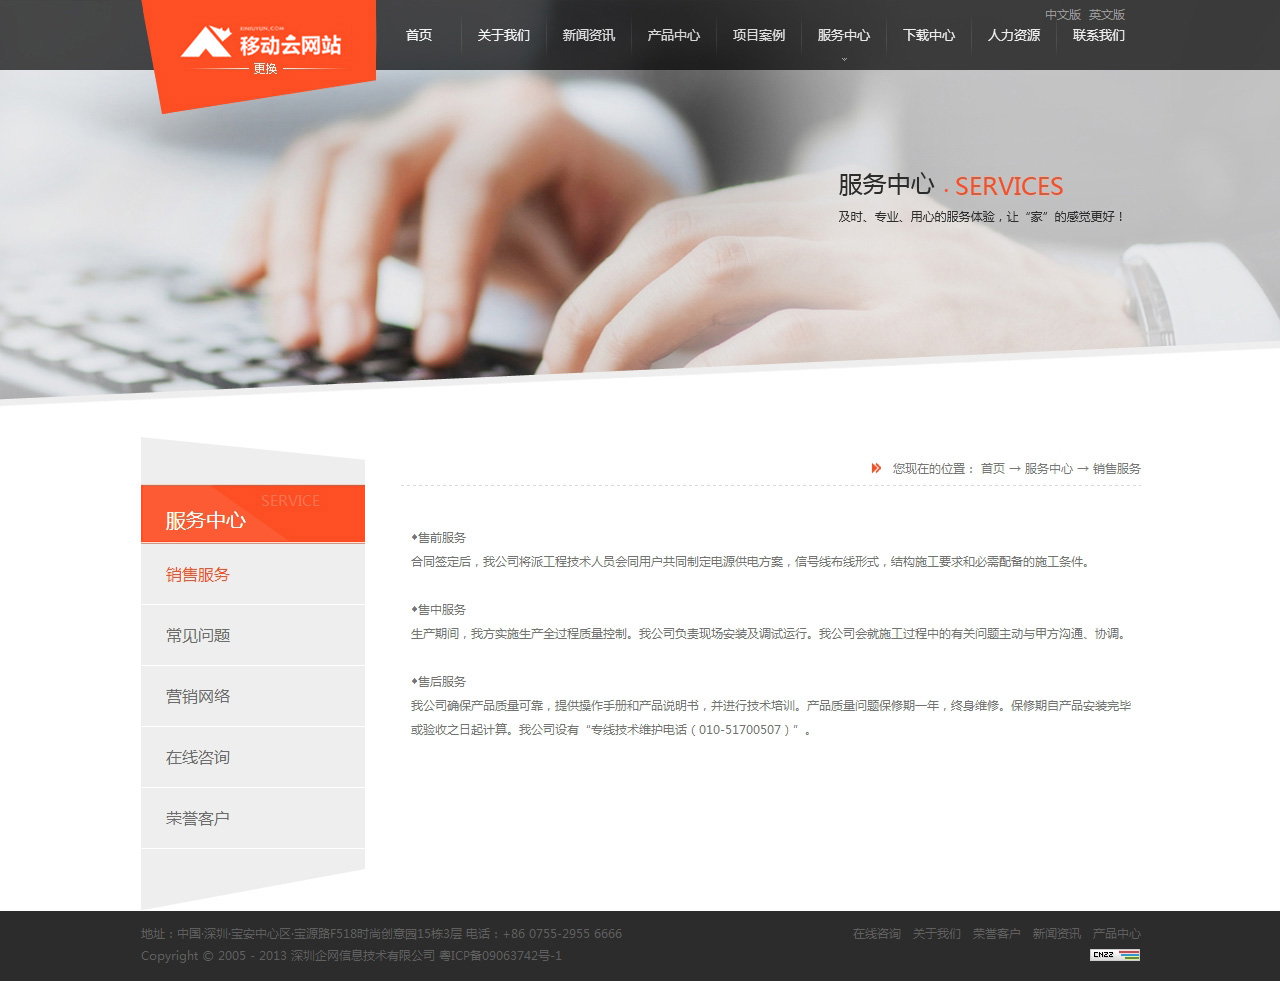 中文版 英文版
XINJUYUN.COM
移动云网站
更换
首页 关于我们 新闻资讯 产品中心 项目案例 服务中心 下载中心 人力资源 联系我们
服务中心 · SERVICES
及时、专业、用心的服务体验，让“家”的感觉更好！
您现在的位置： 首页 → 服务中心 → 销售服务
SERVICE
服务中心
销售服务
常见问题
营销网络
在线咨询
荣誉客户
◆售前服务
合同签定后，我公司将派工程技术人员会同用户共同制定电源供电方案，信号线布线形式，结构施工要求和必需配备的施工条件。
◆售中服务
生产期间，我方实施生产全过程质量控制。我公司负责现场安装及调试运行。我公司会就施工过程中的有关问题主动与甲方沟通、协调。
◆售后服务
我公司确保产品质量可靠，提供操作手册和产品说明书，并进行技术培训。产品质量问题保修期一年，终身维修。保修期自产品安装完毕
或验收之日起计算。我公司设有“专线技术维护电话（010-51700507）”。
地址：中国·深圳·宝安中心区·宝源路F518时尚创意园15栋3层 电话：+86 0755-2955 6666
Copyright © 2005 - 2013 深圳企网信息技术有限公司 粤ICP备09063742号-1
在线咨询 关于我们 荣誉客户 新闻资讯 产品中心
CNZZ